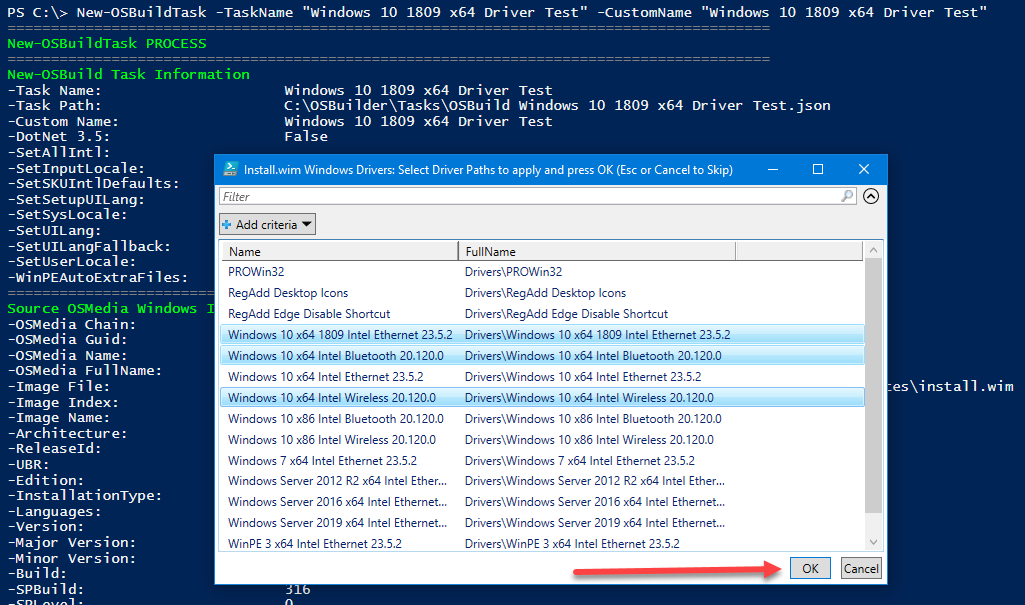 PS C:\> New-OSBuildTask -TaskName "Windows 10 1809 x64 Driver Test" -CustomName "Windows 10 1809 x64 Driver Test"
New-OSBuildTask PROCESS
New-OSBuild Task Information
-Task Name: Windows 10 1809 x64 Driver Test
-Task Path: C:\OSBuilder\Tasks\OSBuild Windows 10 1809 x64 Driver Test.json
-Custom Name: Windows 10 1809 x64 Driver Test
-DotNet 3.5: False
-SetAllIntl:
-SetInputLocale:
-SetSKUIntlDefaults:
-SetSetupUILang:
-SetSysLocale:
-SetUILang:
-SetUILangFallback:
-SetUserLocale:
-WinPEAutoExtraFiles:
Source OSMedia Windows I
-OSMedia Chain:
-OSMedia Guid:
-OSMedia Name:
-OSMedia FullName:
-Image File: ces\install.wim
-Image Index:
-Image Name:
-Architecture:
-ReleaseId:
-UBR:
-Edition:
-InstallationType:
-Languages:
-Version:
-Major Version:
-Minor Version:
-Build:
-SPBuild: 316
-SPLevel: 0
Install.wim Windows Drivers: Select Driver Paths to apply and press OK (Esc or Cancel to Skip)
Filter
Add criteria
Name FullName
PROWin32 Drivers\PROWin32
RegAdd Desktop Icons Drivers\RegAdd Desktop Icons
RegAdd Edge Disable Shortcut Drivers\RegAdd Edge Disable Shortcut
Windows 10 x64 1809 Intel Ethernet 23.5.2 Drivers\Windows 10 x64 1809 Intel Ethernet 23.5.2
Windows 10 x64 Intel Bluetooth 20.120.0 Drivers\Windows 10 x64 Intel Bluetooth 20.120.0
Windows 10 x64 Intel Ethernet 23.5.2 Drivers\Windows 10 x64 Intel Ethernet 23.5.2
Windows 10 x64 Intel Wireless 20.120.0 Drivers\Windows 10 x64 Intel Wireless 20.120.0
Windows 10 x86 Intel Bluetooth 20.120.0 Drivers\Windows 10 x86 Intel Bluetooth 20.120.0
Windows 10 x86 Intel Wireless 20.120.0 Drivers\Windows 10 x86 Intel Wireless 20.120.0
Windows 7 x64 Intel Ethernet 23.5.2 Drivers\Windows 7 x64 Intel Ethernet 23.5.2
Windows Server 2012 R2 x64 Intel Ether... Drivers\Windows Server 2012 R2 x64 Intel Ether...
Windows Server 2016 x64 Intel Ethernet... Drivers\Windows Server 2016 x64 Intel Ethernet...
Windows Server 2019 x64 Intel Ethernet... Drivers\Windows Server 2019 x64 Intel Ethernet...
WinPE 3 x64 Intel Ethernet 23.5.2 Drivers\WinPE 3 x64 Intel Ethernet 23.5.2
OK Cancel